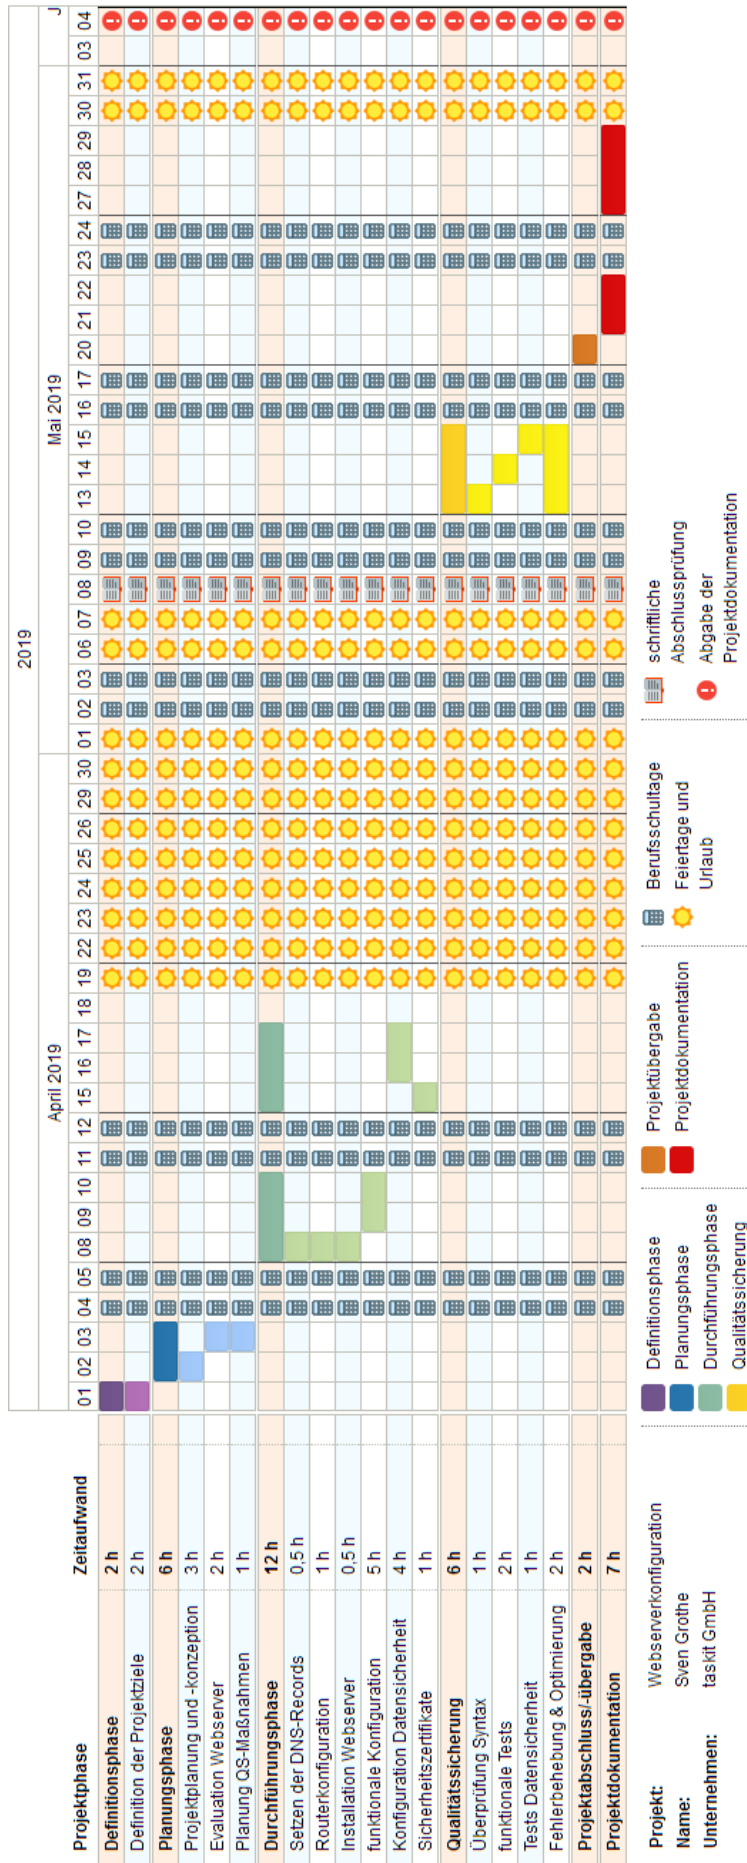 2019
April 2019 Mai 2019 J
Projektphase Zeitaufwand 01 02 03 04 05 08 09 10 11 12 15 16 17 18 19 22 23 24 25 26 29 30 01 02 03 06 07 08 09 10 13 14 15 16 17 20 21 22 23 24 27 28 29 30 31 03 04
Definitionsphase 2 h
Definition der Projektziele 2 h
Planungsphase 6 h
Projektplanung und -konzeption 3 h
Evaluation Webserver 2 h
Planung QS-Maßnahmen 1 h
Durchführungsphase 12 h
Setzen der DNS-Records 0,5 h
Routerkonfiguration 1 h
Installation Webserver 0,5 h
funktionale Konfiguration 5 h
Konfiguration Datensicherheit 4 h
Sicherheitszertifikate 1 h
Qualitätssicherung 6 h
Überprüfung Syntax 1 h
funktionale Tests 2 h
Tests Datensicherheit 1 h
Fehlerbehebung & Optimierung 2 h
Projektabschluss/-übergabe 2 h
Projektdokumentation 7 h
Projekt: Webserverkonfiguration
Name: Sven Grothe
Unternehmen: taskit GmbH
Definitionsphase
Planungsphase
Durchführungsphase
Qualitätssicherung
Projektübergabe
Projektdokumentation
Berufsschultage
Feiertage und
Urlaub
schriftliche
Abschlussprüfung
Abgabe der
Projektdokumentation